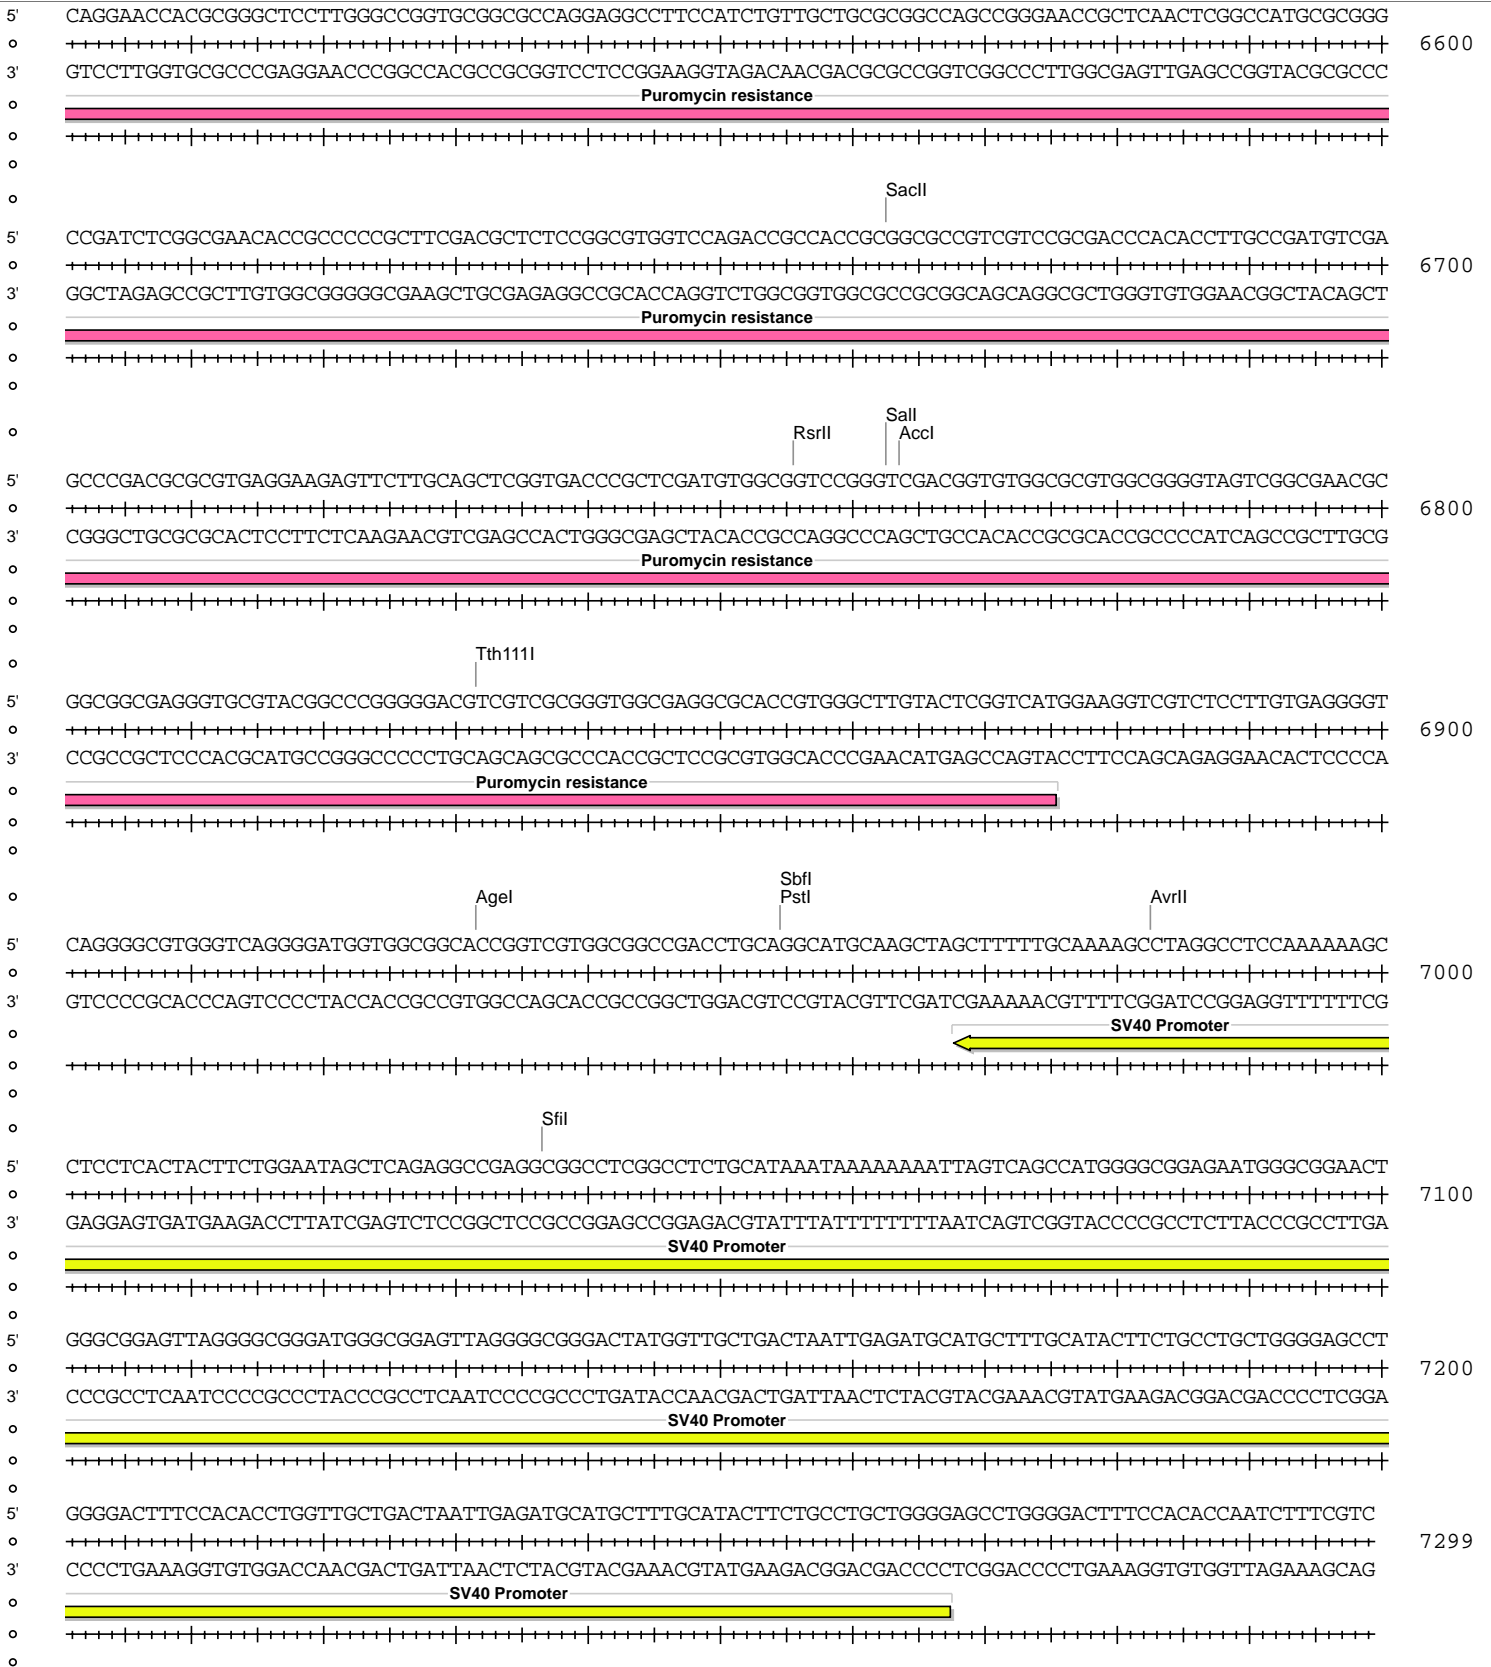 5' CAGGAACCACGCGGGCTCCTTGGGCCGGTGCGGCGCCAGGAGGCCTTCCATCTGTTGCTGCGCGGCCAGCCGGGAACCGCTCAACTCGGCCATGCGCGGG
6600
3' GTCCTTGGTGCGCCCGAGGAACCCGGCCACGCCGCGGTCCTCCGGAAGGTAGACAACGACGCGCCGGTCGGCCCTTGGCGAGTTGAGCCGGTACGCGCCC
Puromycin resistance
SacII
5' CCGATCTCGGCGAACACCGCCCCCGCTTCGACGCTCTCCGGCGTGGTCCAGACCGCCACCGCGGCGCCGTCGTCCGCGACCCACACCTTGCCGATGTCGA
6700
3' GGCTAGAGCCGCTTGTGGCGGGGGCGAAGCTGCGAGAGGCCGCACCAGGTCTGGCGGTGGCGCCGCGGCAGCAGGCGCTGGGTGTGGAACGGCTACAGCT
Puromycin resistance
SalI
RsrII AccI
5' GCCCGACGCGCGTGAGGAAGAGTTCTTGCAGCTCGGTGACCCGCTCGATGTGGCGGTCCGGGTCGACGGTGTGGCGCGTGGCGGGGTAGTCGGCGAACGC
6800
3' CGGGCTGCGCGCACTCCTTCTCAAGAACGTCGAGCCACTGGGCGAGCTACACCGCCAGGCCCAGCTGCCACACCGCGCACCGCCCCATCAGCCGCTTGCG
Puromycin resistance
Tth111I
5' GGCGGCGAGGGTGCGTACGGCCCGGGGGACGTCGTCGCGGGTGGCGAGGCGCACCGTGGGCTTGTACTCGGTCATGGAAGGTCGTCTCCTTGTGAGGGGT
6900
3' CCGCCGCTCCCACGCATGCCGGGCCCCCTGCAGCAGCGCCCACCGCTCCGCGTGGCACCCGAACATGAGCCAGTACCTTCCAGCAGAGGAACACTCCCCA
Puromycin resistance
SbfI
AgeI PstI AvrII
5' CAGGGGCGTGGGTCAGGGGATGGTGGCGGCACCGGTCGTGGCGGCCGACCTGCAGGCATGCAAGCTAGCTTTTTGCAAAAGCCTAGGCCTCCAAAAAAGC
7000
3' GTCCCCGCACCCAGTCCCCTACCACCGCCGTGGCCAGCACCGCCGGCTGGACGTCCGTACGTTCGATCGAAAAACGTTTTCGGATCCGGAGGTTTTTTCG
SV40 Promoter
SfiI
5' CTCCTCACTACTTCTGGAATAGCTCAGAGGCCGAGGCGGCCTCGGCCTCTGCATAAATAAAAAAAATTAGTCAGCCATGGGGCGGAGAATGGGCGGAACT
7100
3' GAGGAGTGATGAAGACCTTATCGAGTCTCCGGCTCCGCCGGAGCCGGAGACGTATTTATTTTTTTTAATCAGTCGGTACCCCGCCTCTTACCCGCCTTGA
SV40 Promoter
5' GGGCGGAGTTAGGGGCGGGATGGGCGGAGTTAGGGGCGGGACTATGGTTGCTGACTAATTGAGATGCATGCTTTGCATACTTCTGCCTGCTGGGGAGCCT
7200
3' CCCGCCTCAATCCCCGCCCTACCCGCCTCAATCCCCGCCCTGATACCAACGACTGATTAACTCTACGTACGAAACGTATGAAGACGGACGACCCCTCGGA
SV40 Promoter
5' GGGGACTTTCCACACCTGGTTGCTGACTAATTGAGATGCATGCTTTGCATACTTCTGCCTGCTGGGGAGCCTGGGGACTTTCCACACCAATCTTTCGTC
7299
3' CCCCTGAAAGGTGTGGACCAACGACTGATTAACTCTACGTACGAAACGTATGAAGACGGACGACCCCTCGGACCCCTGAAAGGTGTGGTTAGAAAGCAG
SV40 Promoter